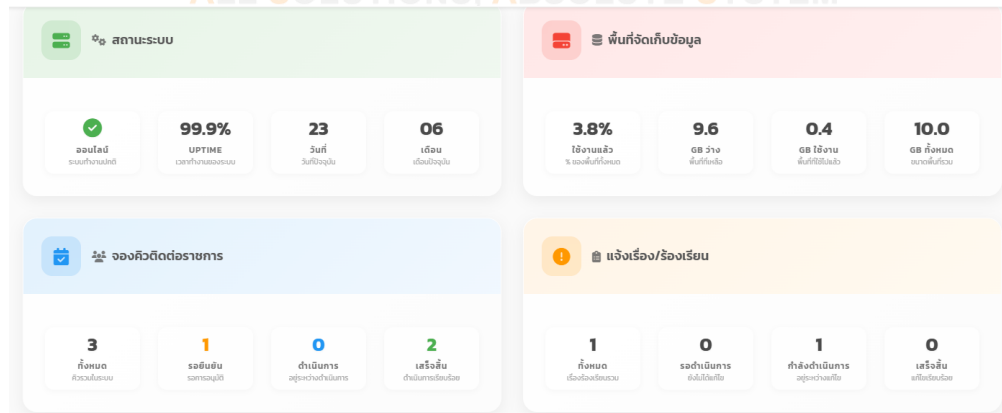 สถานะระบบ
ออนไลน์
ระบบทำงานปกติ
99.9%
UPTIME
เวลาทำงานของระบบ
23
วันที่
วันที่ปัจจุบัน
06
เดือน
เดือนปัจจุบัน
พื้นที่จัดเก็บข้อมูล
3.8%
ใช้งานแล้ว
% ของพื้นที่ทั้งหมด
9.6
GB ว่าง
พื้นที่ที่เหลือ
0.4
GB ใช้งาน
พื้นที่ที่ใช้ไปแล้ว
10.0
GB ทั้งหมด
ขนาดพื้นที่รวม
จองคิวติดต่อราชการ
3
ทั้งหมด
คิวรวมในระบบ
1
รอยืนยัน
รอการอนุมัติ
0
ดำเนินการ
อยู่ระหว่างดำเนินการ
2
เสร็จสิ้น
ดำเนินการเรียบร้อย
แจ้งเรื่อง/ร้องเรียน
1
ทั้งหมด
เรื่องร้องเรียนรวม
0
รอดำเนินการ
ยังไม่ได้แก้ไข
1
กำลังดำเนินการ
อยู่ระหว่างแก้ไข
0
เสร็จสิ้น
แก้ไขเรียบร้อย